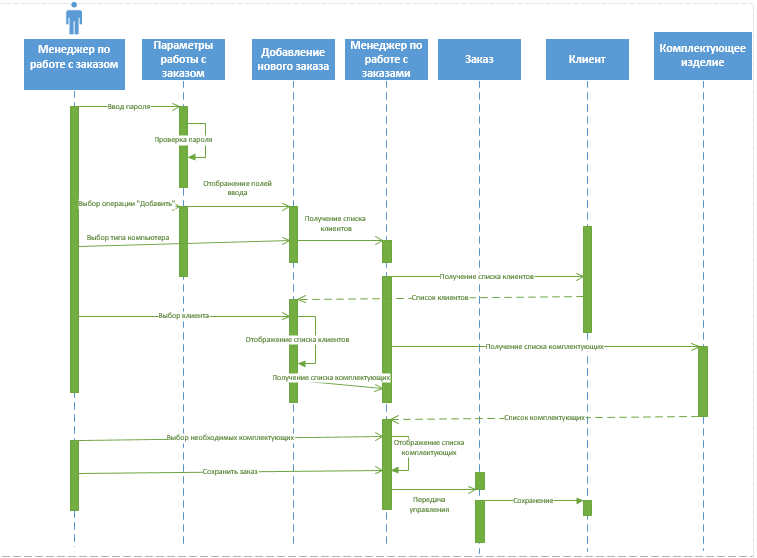 Менеджер по
работе с заказом
Параметры
работы с
заказом
Добавление
нового заказа
Менеджер по
работе с
заказами
Заказ
Клиент
Комплектующее
изделие
Ввод пароля
Проверка пароля
Отображение полей
ввода
Выбор операции "Добавить"
Получение списка
клиентов
Выбор типа компьютера
Получение списка клиентов
Список клиентов
Выбор клиента
Отображение списка клиентов
Получение списка комплектующих
Получение списка комплектующих
Список комплектующих
Выбор необходимых комплектующих
Отображение списка
комплектующих
Сохранить заказ
Передача
управления
Сохранение